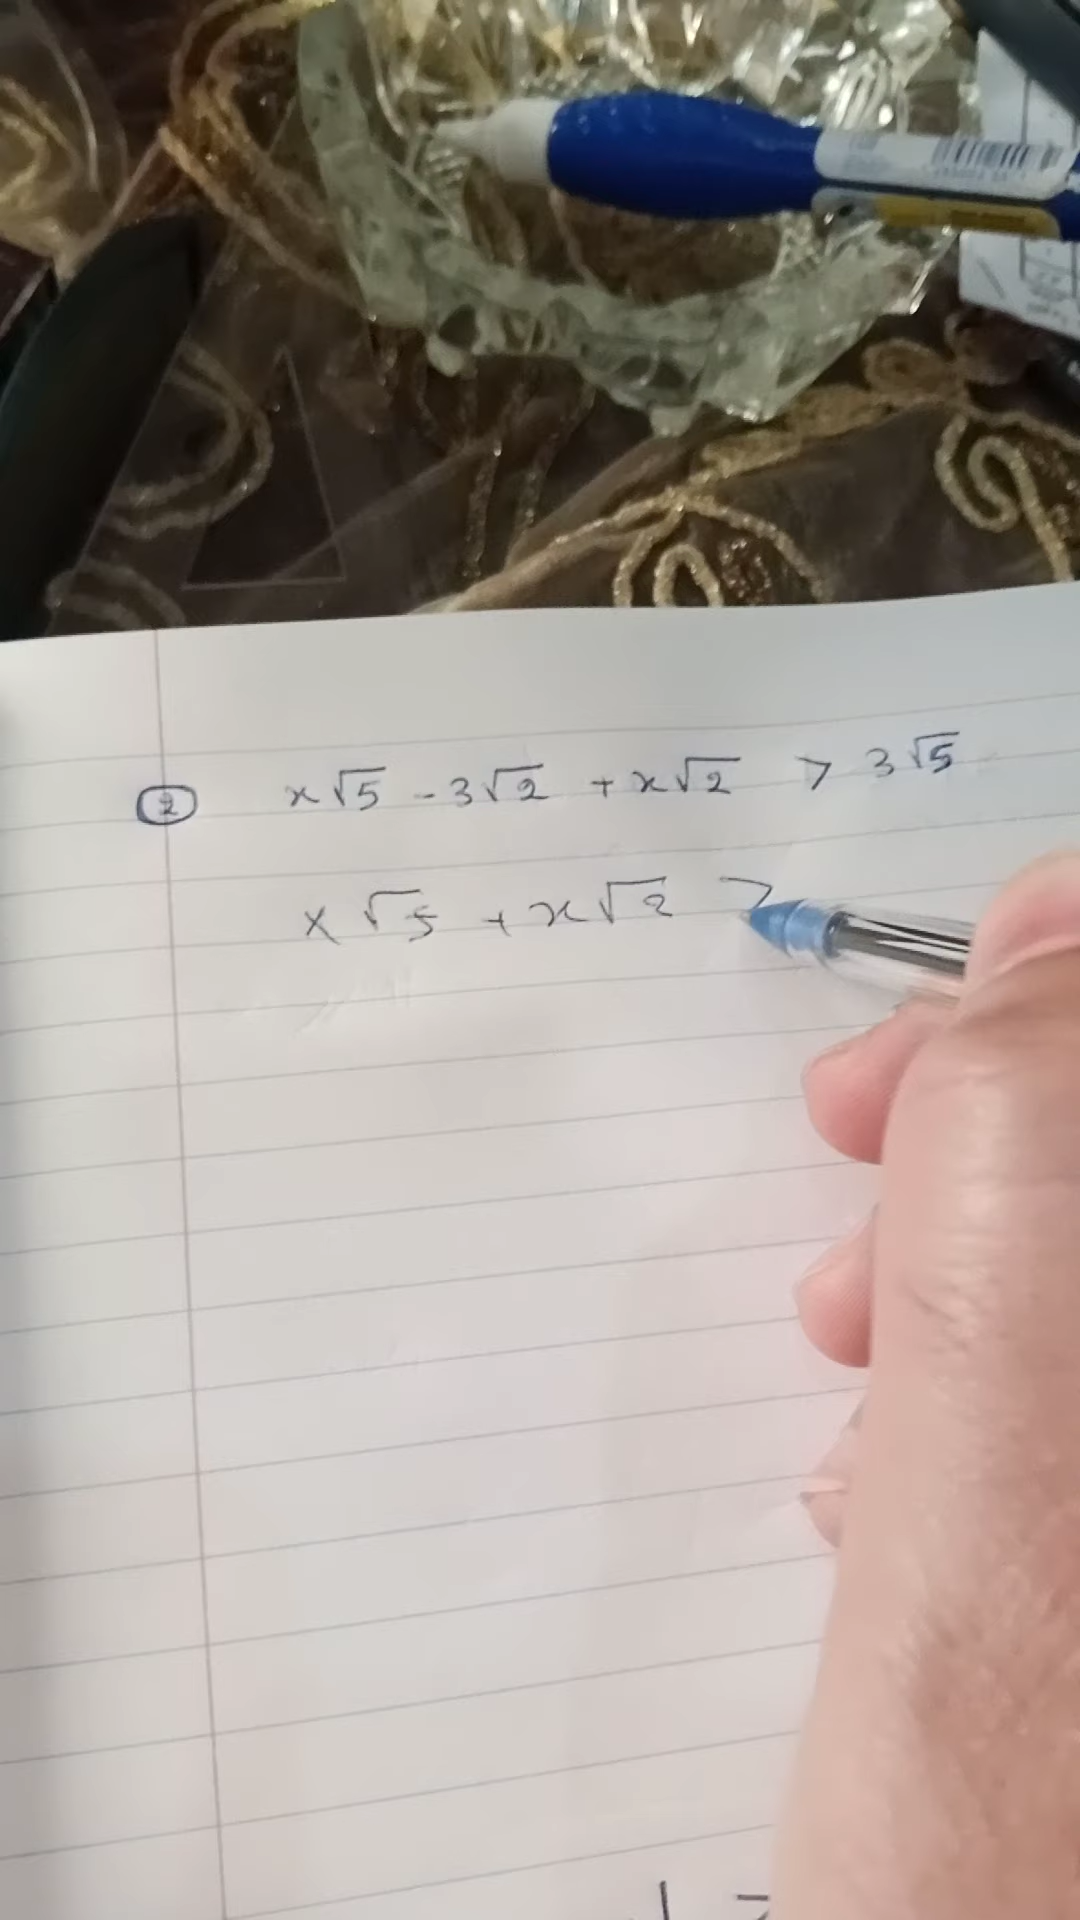 ② x√5 - 3√2 + x√2 > 3√5
x√5 + x√2 >